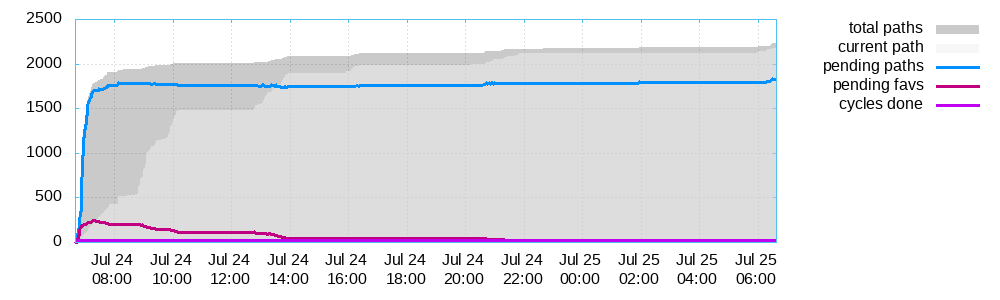 2500
2000
1500
1000
500
0
Jul 24 Jul 24 Jul 24 Jul 24 Jul 24 Jul 24 Jul 24 Jul 24 Jul 25 Jul 25 Jul 25 Jul 25
08:00 10:00 12:00 14:00 16:00 18:00 20:00 22:00 00:00 02:00 04:00 06:00
total paths
current path
pending paths
pending favs
cycles done